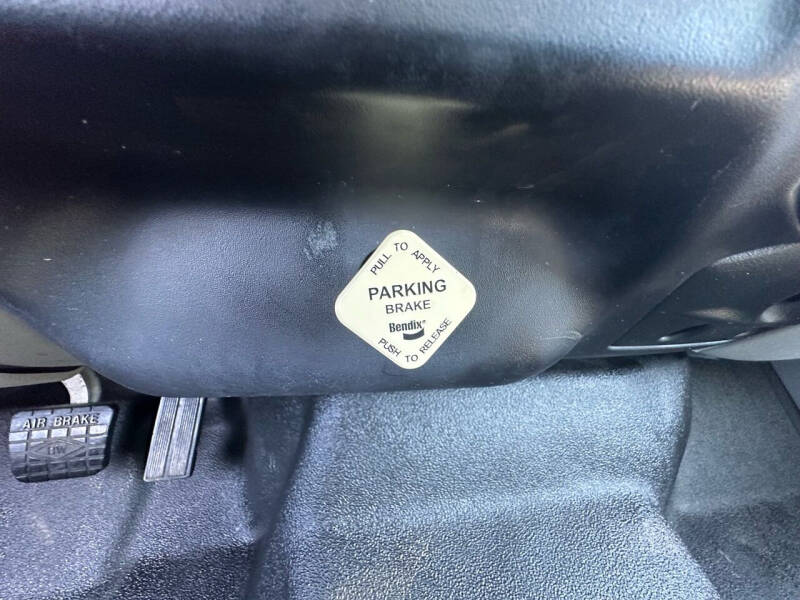 PULL TO APPLY
PARKING
BRAKE
Bendix®
PUSH TO RELEASE
AIR BRAKE